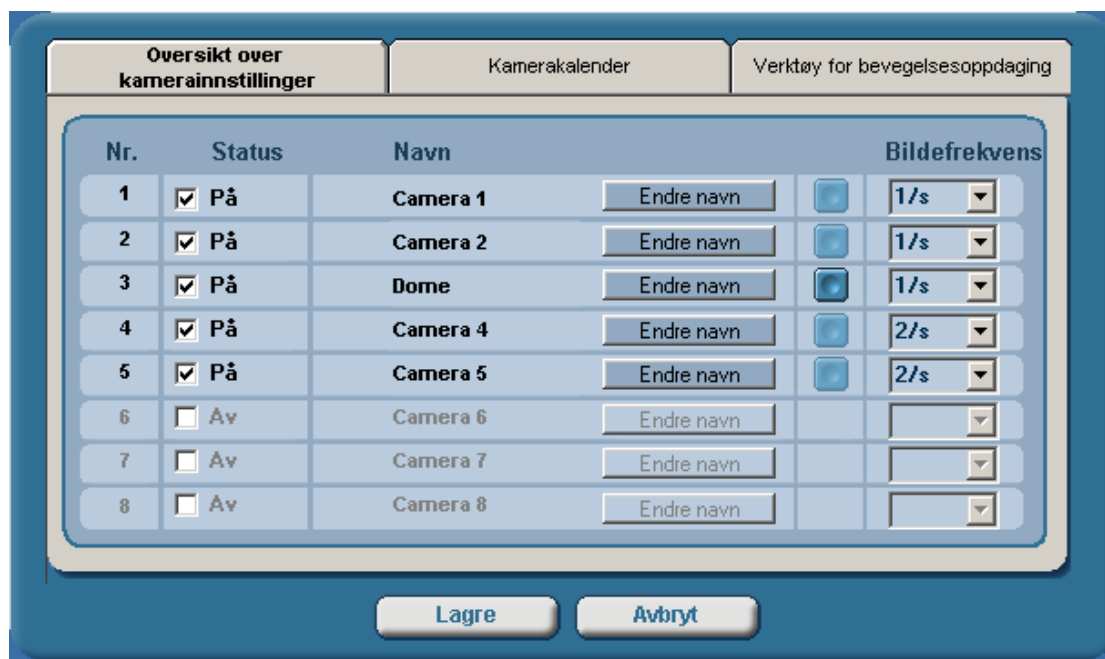 Oversikt over
kamerainnstillinger
Kamerakalender
Verktøy for bevegelsesoppdaging
Nr. Status Navn Bildefrekvens
1 På Camera 1 Endre navn 1/s
2 På Camera 2 Endre navn 1/s
3 På Dome Endre navn 1/s
4 På Camera 4 Endre navn 2/s
5 På Camera 5 Endre navn 2/s
6 Av Camera 6 Endre navn
7 Av Camera 7 Endre navn
8 Av Camera 8 Endre navn
Lagre Avbryt